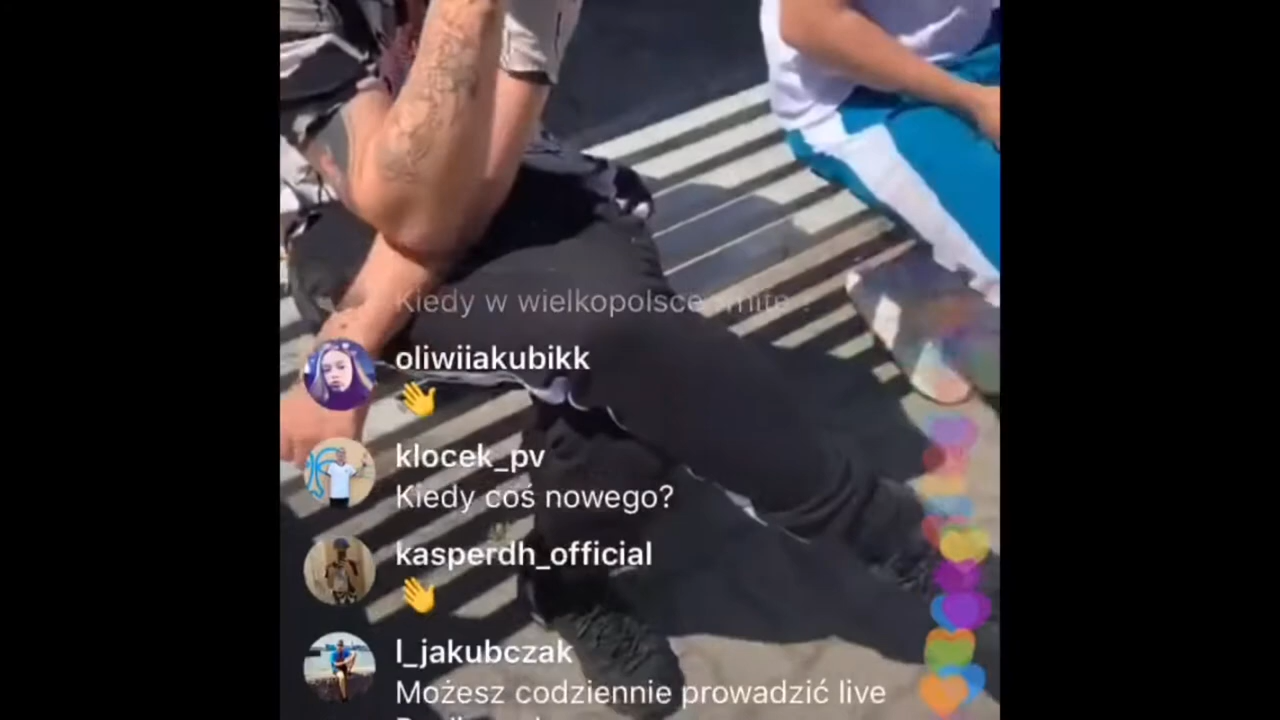 Kiedy w wielkopolsce
oliwiiakubikk
👋
klocek_pv
Kiedy coś nowego?
kasperdh_official
👋
l_jakubczak
Możesz codziennie prowadzić live